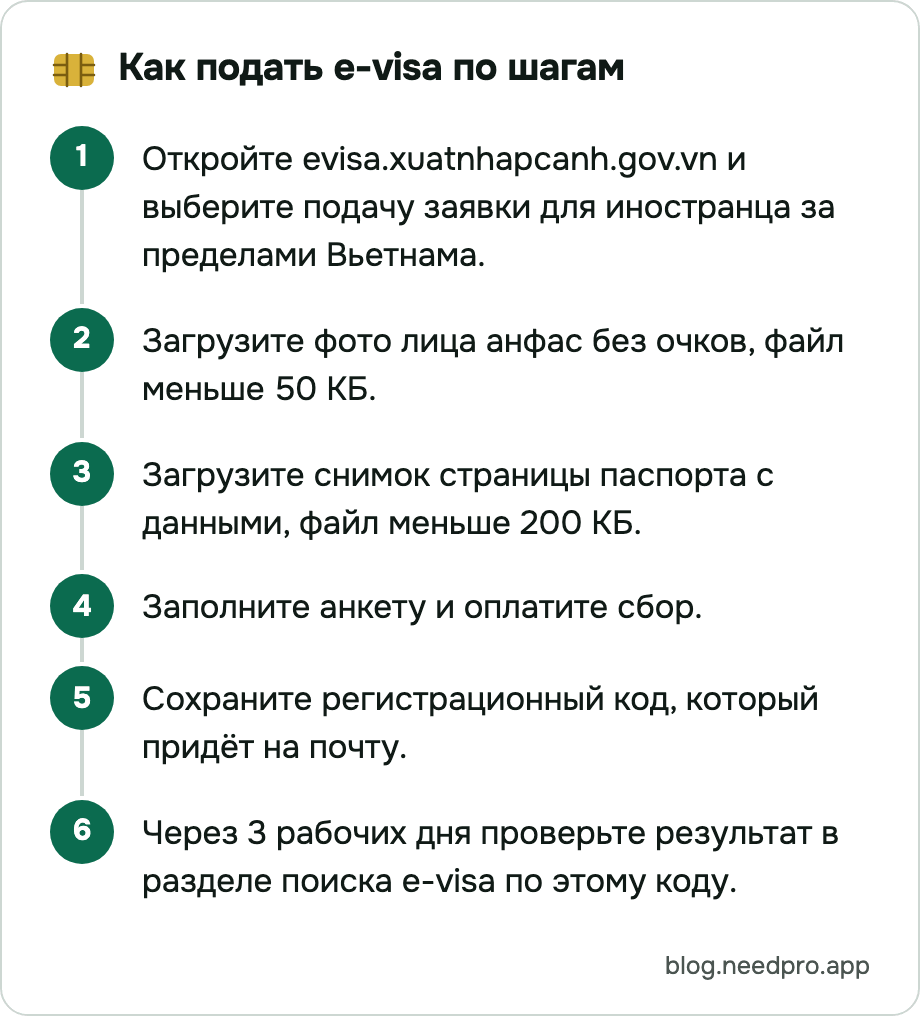 Как подать e-visa по шагам
1
Откройте evisa.xuatnhapcanh.gov.vn и
выберите подачу заявки для иностранца за
пределами Вьетнама.
2
Загрузите фото лица анфас без очков, файл
меньше 50 КБ.
3
Загрузите снимок страницы паспорта с
данными, файл меньше 200 КБ.
4
Заполните анкету и оплатите сбор.
5
Сохраните регистрационный код, который
придёт на почту.
6
Через 3 рабочих дня проверьте результат в
разделе поиска e-visa по этому коду.
blog.needpro.app